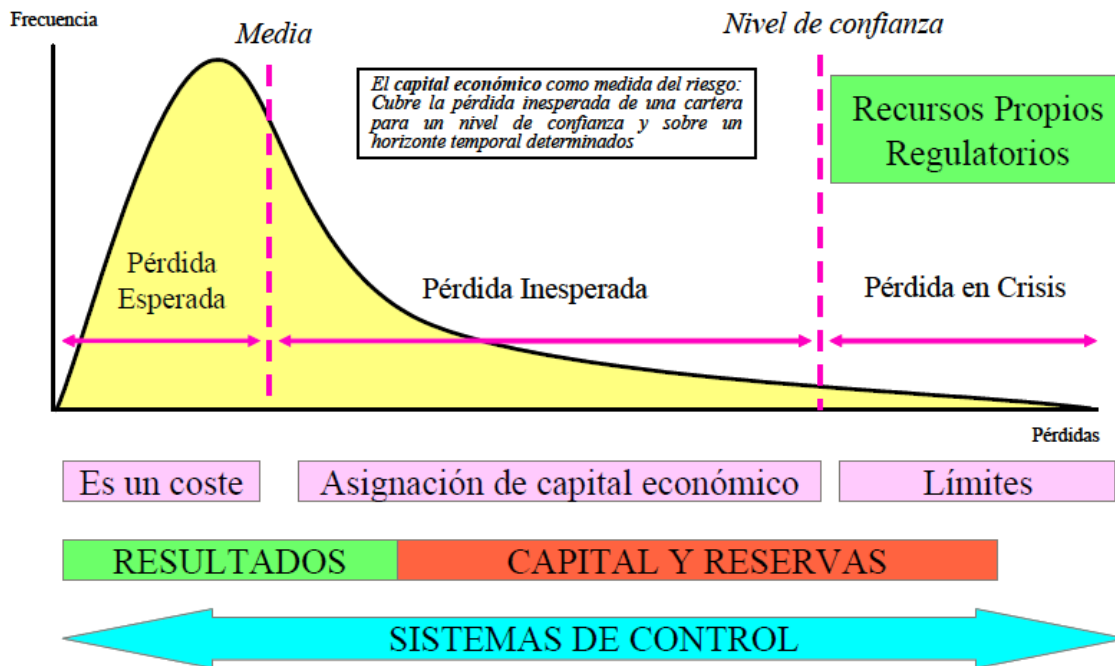 Frecuencia
Media
Nivel de confianza
El capital económico como medida del riesgo:
Cubre la pérdida inesperada de una cartera
para un nivel de confianza y sobre un
horizonte temporal determinados
Recursos Propios
Regulatorios
Pérdida
Esperada
Pérdida Inesperada
Pérdida en Crisis
Pérdidas
Es un coste
Asignación de capital económico
Límites
RESULTADOS
CAPITAL Y RESERVAS
SISTEMAS DE CONTROL